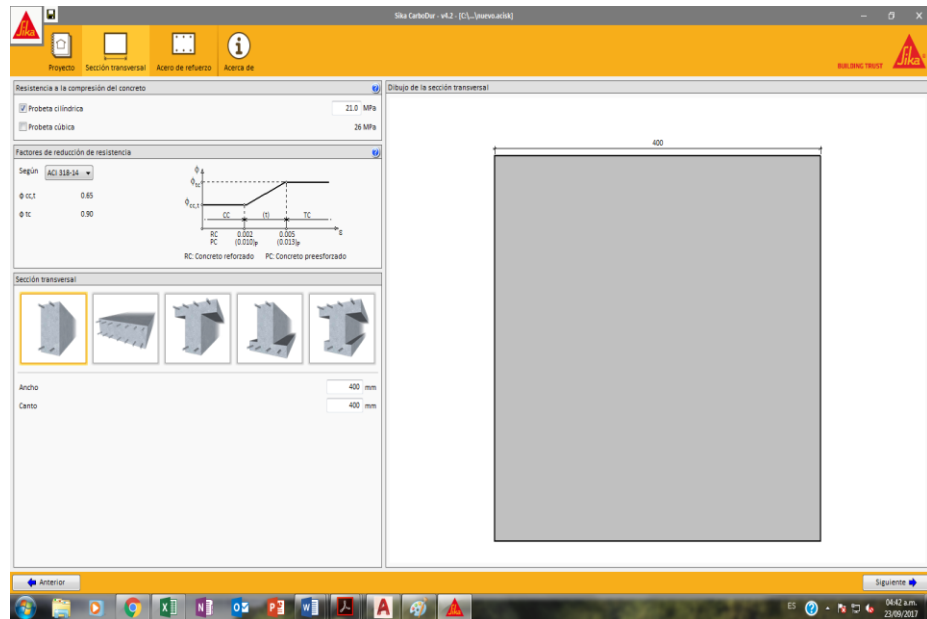 Sika CarboDur - v4.2 - [C:\,...\nuevo.acisk]
Sika
Proyecto
Sección transversal
Acero de refuerzo
Acerca de
BUILDING TRUST
Sika
Resistencia a la compresión del concreto
Probeta cilíndrica 21.0 MPa
Probeta cúbica 26 MPa
Factores de reducción de resistencia
Según ACI 318-14
ϕ cc,t 0.65
ϕ tc 0.90
ϕ
ϕtc
ϕcc,t
CC (t) TC
ε
RC 0.002 0.005
PC (0.010)p (0.013)p
RC: Concreto reforzado PC: Concreto preesforzado
Sección transversal
Ancho 400 mm
Canto 400 mm
Dibujo de la sección transversal
400
Anterior
Siguiente
ES
04:42 a.m.
23/09/2017